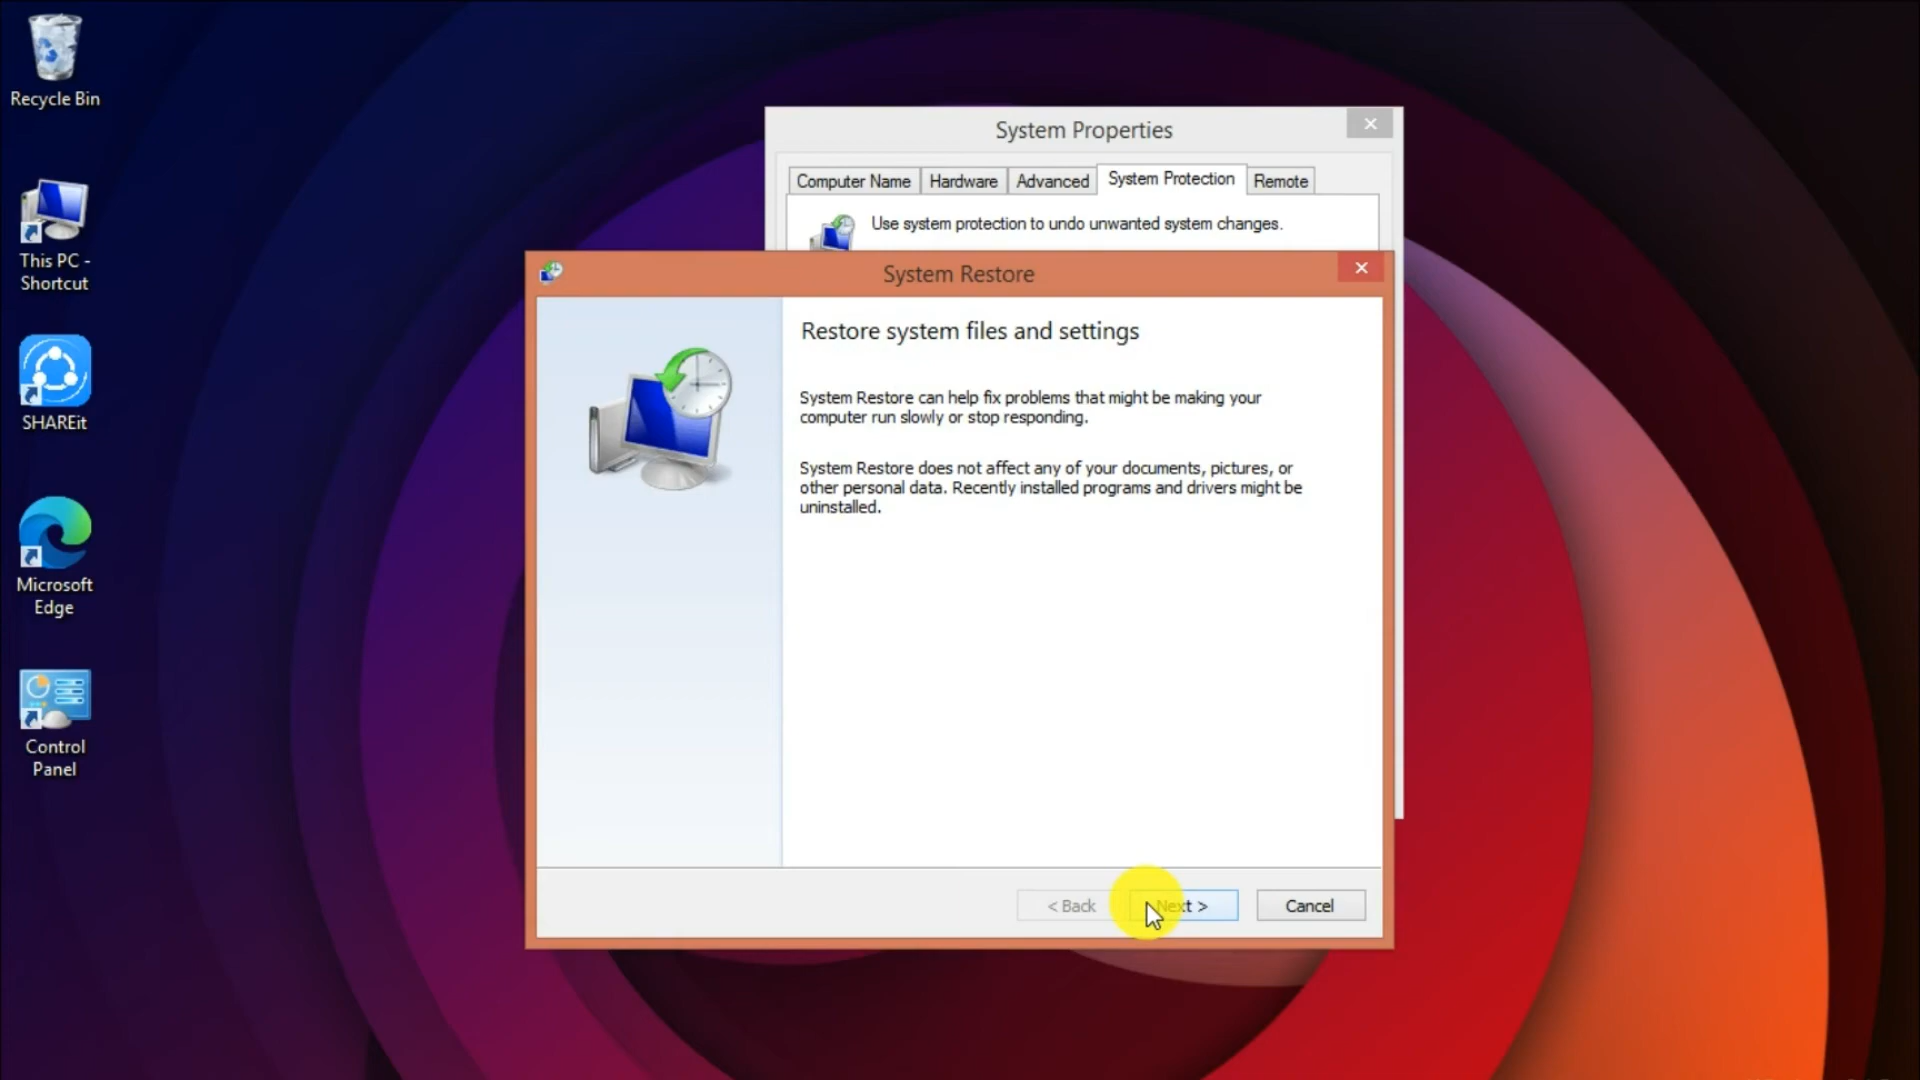 Recycle Bin
This PC -
Shortcut
SHAREit
Microsoft
Edge
Control
Panel
System Properties
Computer Name
Hardware
Advanced
System Protection
Remote
Use system protection to undo unwanted system changes.
System Restore
Restore system files and settings
System Restore can help fix problems that might be making your
computer run slowly or stop responding.
System Restore does not affect any of your documents, pictures, or
other personal data. Recently installed programs and drivers might be
uninstalled.
< Back
Next >
Cancel